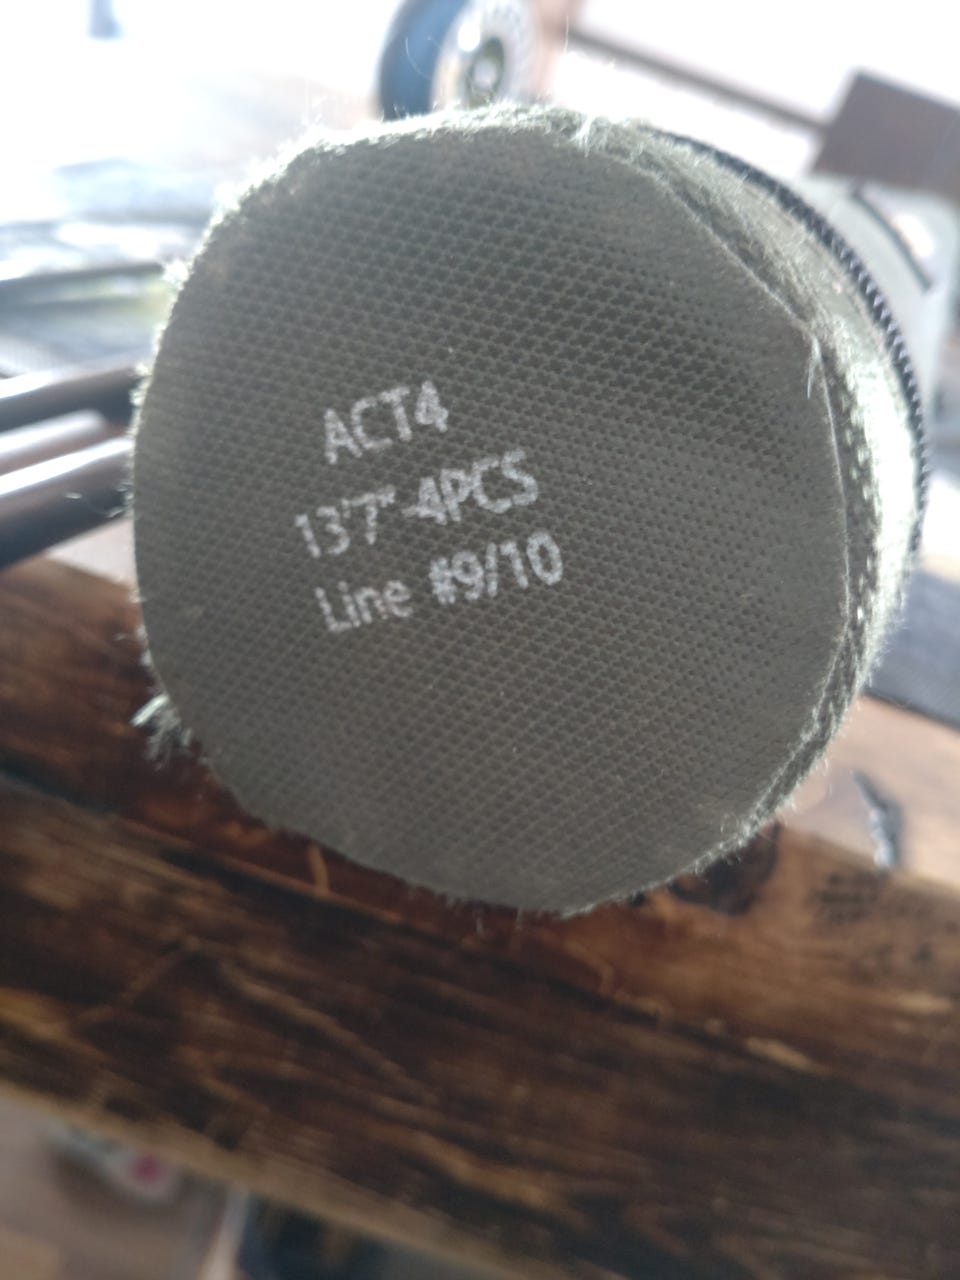 ACT4
13'7"-4PCS
Line #9/10